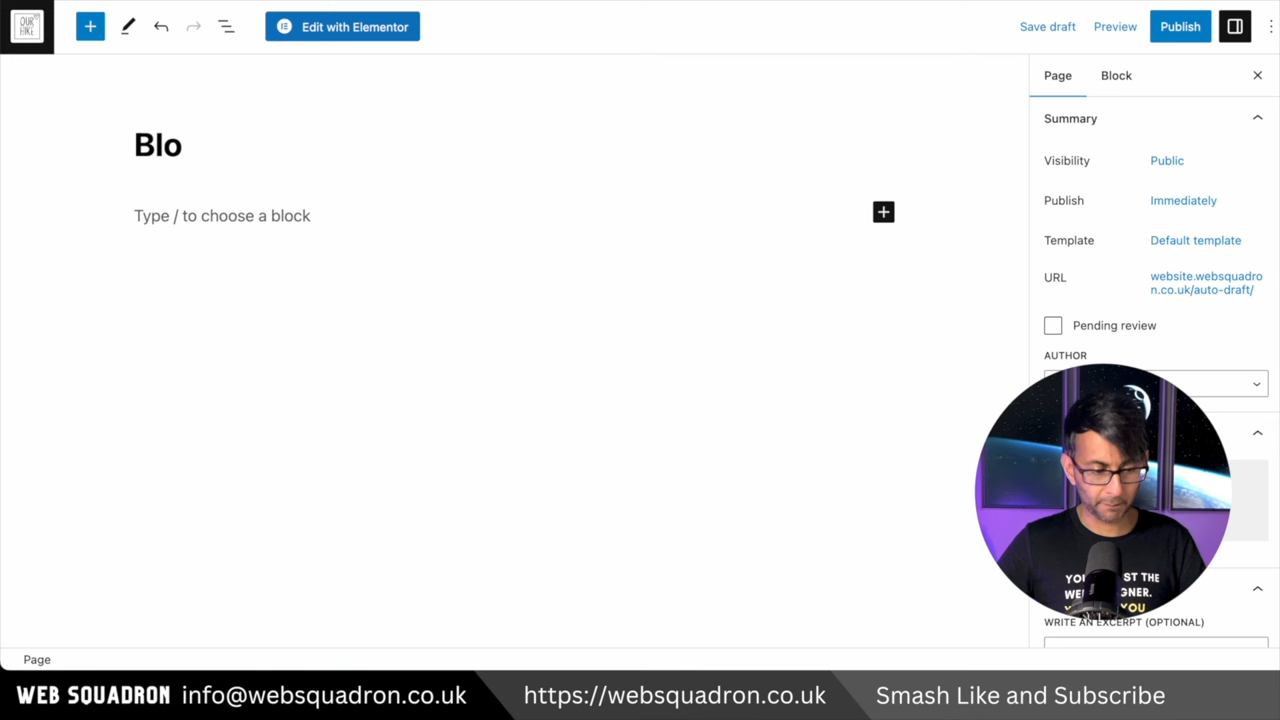 OUR
HIKE
Edit with Elementor
Save draft
Preview
Publish
Page
Block
Summary
Visibility
Public
Publish
Immediately
Template
Default template
URL
website.websquadro
n.co.uk/auto-draft/
Pending review
AUTHOR
Blo
Type / to choose a block
WRITE AN EXCERPT (OPTIONAL)
Page
WEB SQUADRON
info@websquadron.co.uk
https://websquadron.co.uk
Smash Like and Subscribe